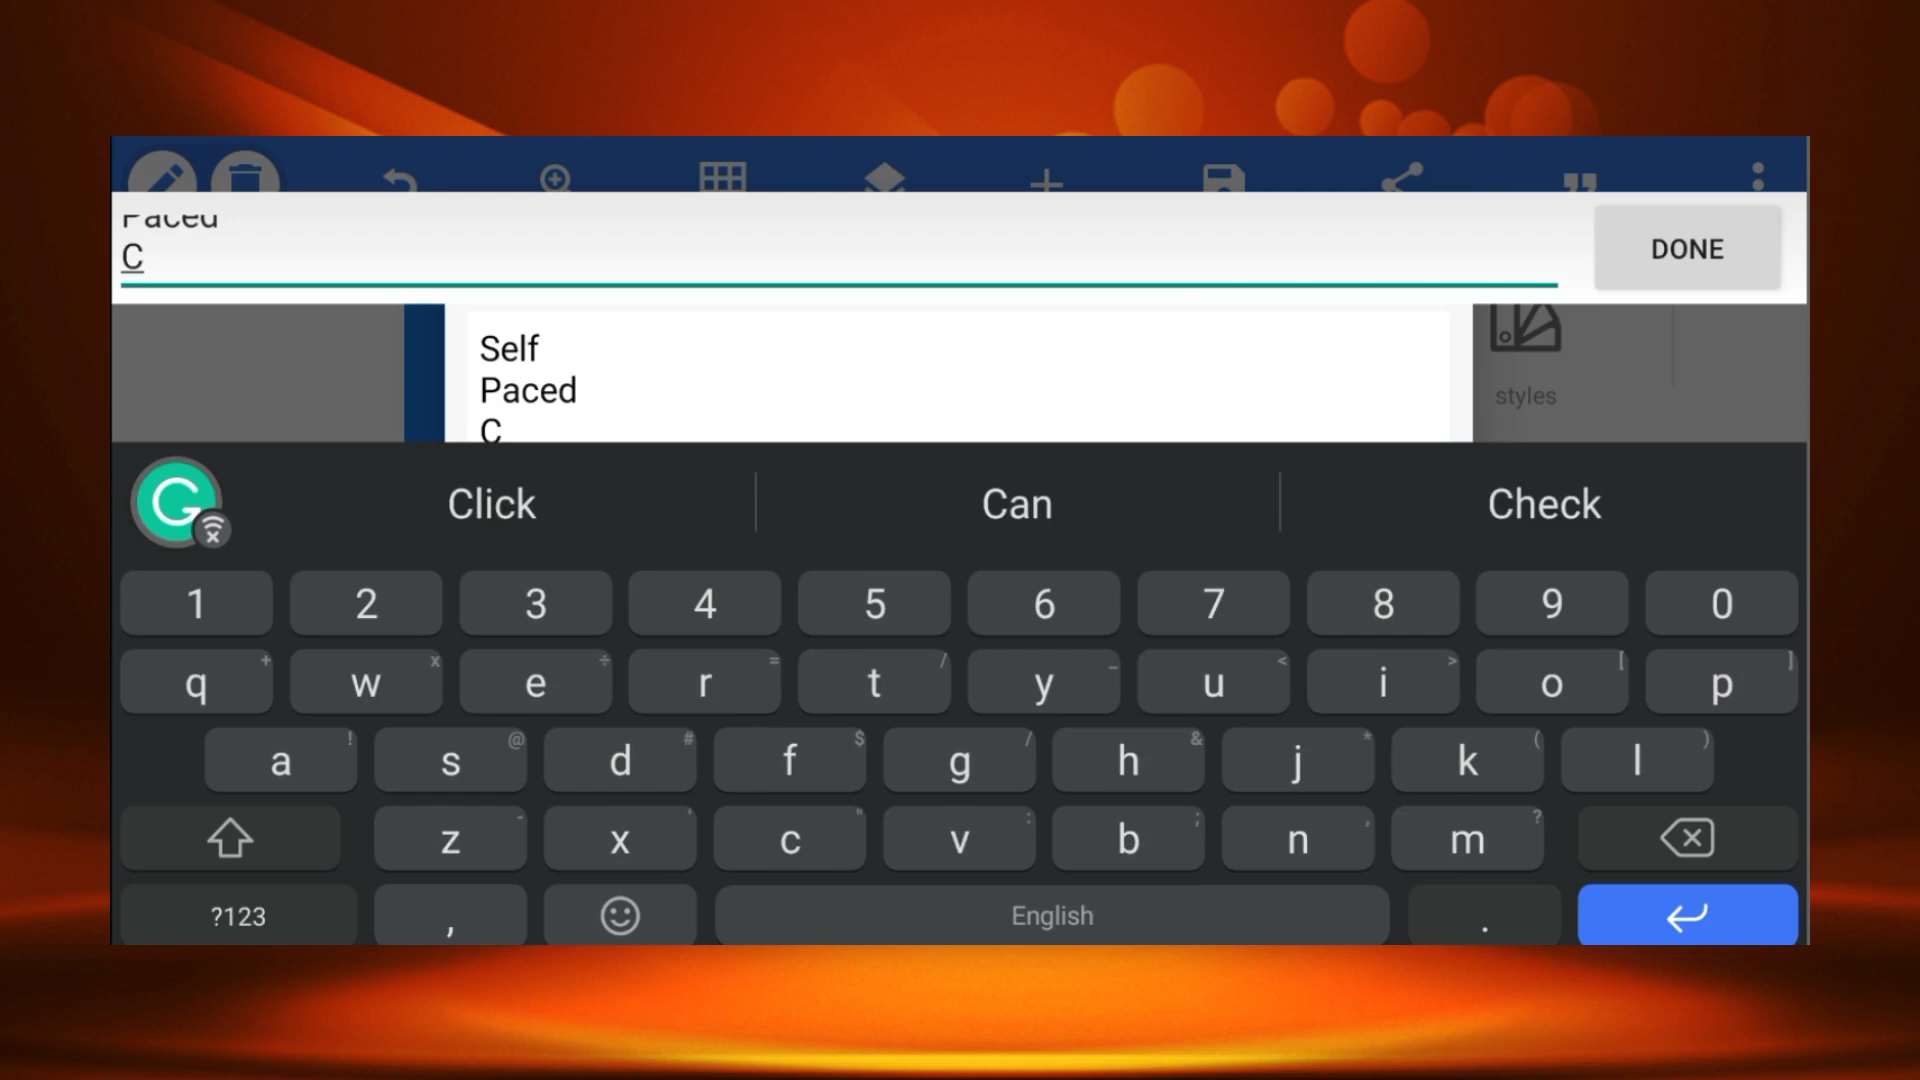 Paced
C
DONE
Self
Paced
C
styles
Click Can Check
1 2 3 4 5 6 7 8 9 0
q + w x e ÷ r = t / y _ u < i > o [ p ]
a ! s @ d # f $ g / h & j * k ( l )
z - x ' c " v : b ; n , m ?
?123 , English .